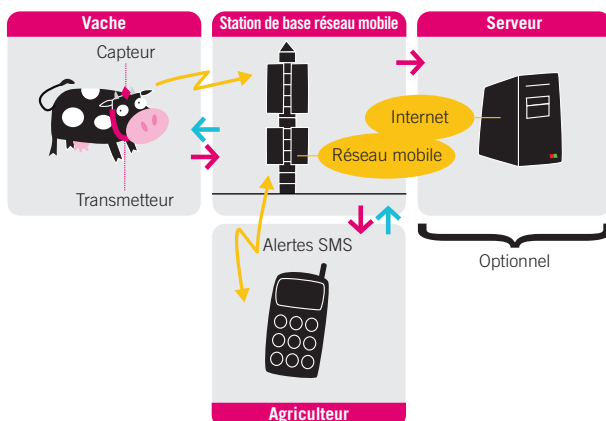 Vache
Station de base réseau mobile
Serveur
Capteur
Internet
Réseau mobile
Transmetteur
Alertes SMS
Optionnel
Agriculteur